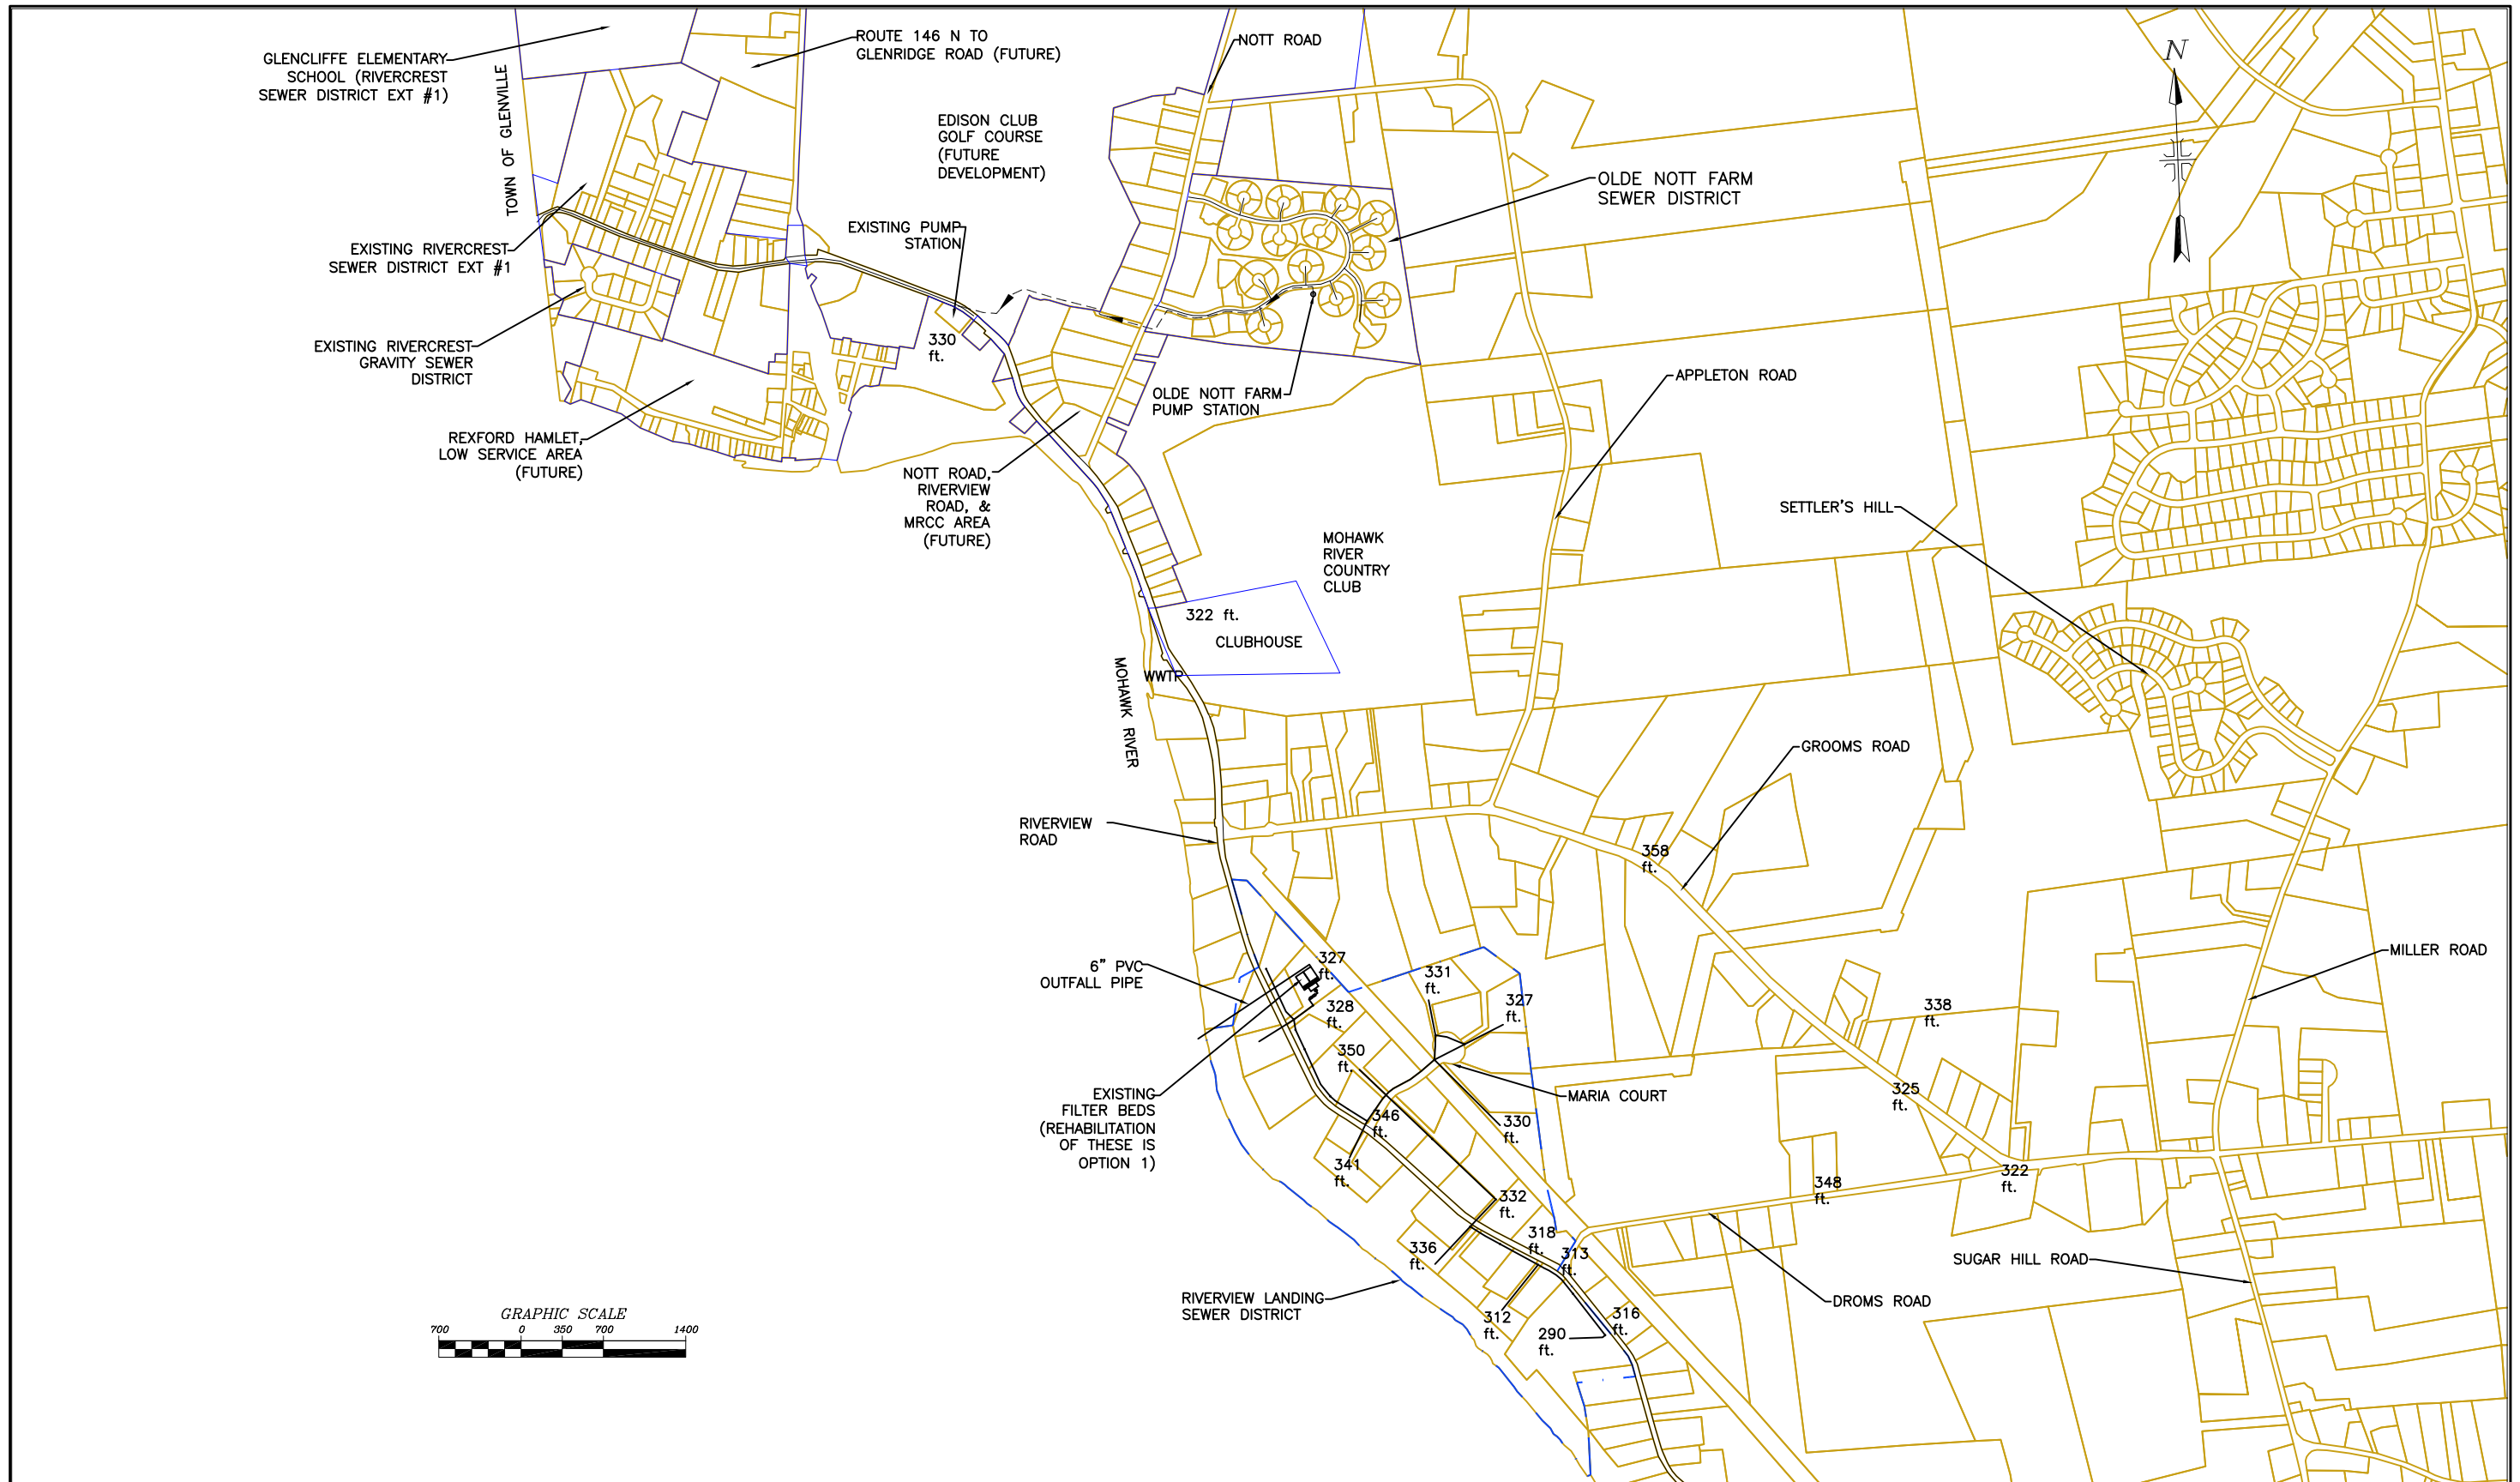 GLENCLIFFE ELEMENTARY
SCHOOL (RIVERCREST
SEWER DISTRICT EXT #1)
TOWN OF GLENVILLE
ROUTE 146 N TO
GLENRIDGE ROAD (FUTURE)
NOTT ROAD
N
EDISON CLUB
GOLF COURSE
(FUTURE
DEVELOPMENT)
OLDE NOTT FARM
SEWER DISTRICT
EXISTING PUMP
STATION
EXISTING RIVERCREST
SEWER DISTRICT EXT #1
EXISTING RIVERCREST
GRAVITY SEWER
DISTRICT
330
ft.
OLDE NOTT FARM
PUMP STATION
APPLETON ROAD
REXFORD HAMLET,
LOW SERVICE AREA
(FUTURE)
NOTT ROAD,
RIVERVIEW
ROAD, &
MRCC AREA
(FUTURE)
SETTLER'S HILL
MOHAWK
RIVER
COUNTRY
CLUB
322 ft.
CLUBHOUSE
WWTP
MOHAWK RIVER
GROOMS ROAD
RIVERVIEW
ROAD
358
ft.
MILLER ROAD
6" PVC
OUTFALL PIPE
327
ft.
331
ft.
328
ft.
327
ft.
338
ft.
350
ft.
EXISTING
FILTER BEDS
(REHABILITATION
OF THESE IS
OPTION 1)
MARIA COURT
325
ft.
346
ft.
330
ft.
341
ft.
322
ft.
348
ft.
332
ft.
336
ft.
318
ft.
313
ft.
SUGAR HILL ROAD
RIVERVIEW LANDING
SEWER DISTRICT
DROMS ROAD
312
ft.
316
ft.
290
ft.
GRAPHIC SCALE
700 0 350 700 1400